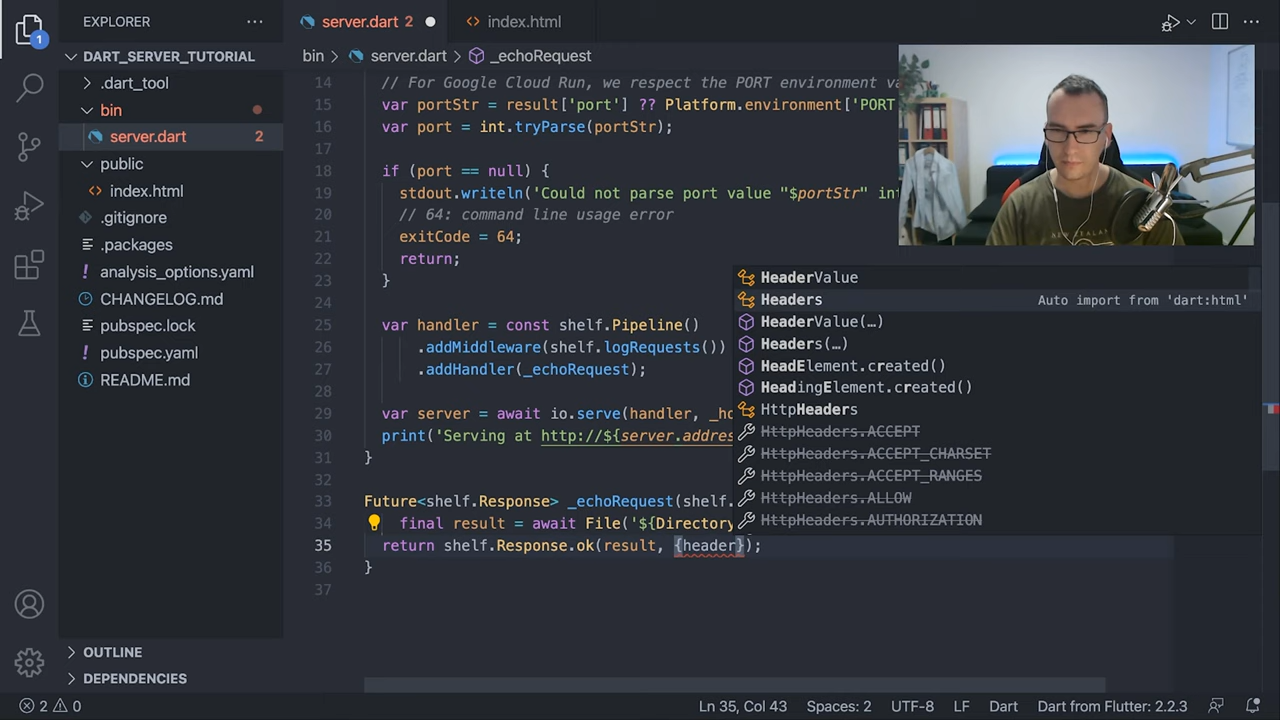 EXPLORER
DART_SERVER_TUTORIAL
.dart_tool
bin
server.dart 2
public
index.html
.gitignore
.packages
analysis_options.yaml
CHANGELOG.md
pubspec.lock
pubspec.yaml
README.md
OUTLINE
DEPENDENCIES
1
server.dart 2
index.html
bin > server.dart > _echoRequest
14 // For Google Cloud Run, we respect the PORT environment va
15 var portStr = result['port'] ?? Platform.environment['PORT
16 var port = int.tryParse(portStr);
17
18 if (port == null) {
19 stdout.writeln('Could not parse port value "$portStr" in
20 // 64: command line usage error
21 exitCode = 64;
22 return;
23 }
24
25 var handler = const shelf.Pipeline()
26 .addMiddleware(shelf.logRequests())
27 .addHandler(_echoRequest);
28
29 var server = await io.serve(handler, _ho
30 print('Serving at http://${server.addres
31 }
32
33 Future<shelf.Response> _echoRequest(shelf.
34 final result = await File('${Directory
35 return shelf.Response.ok(result, {header});
36 }
37
HeaderValue
Headers Auto import from 'dart:html'
HeaderValue(…)
Headers(…)
HeadElement.created()
HeadingElement.created()
HttpHeaders
HttpHeaders.ACCEPT
HttpHeaders.ACCEPT_CHARSET
HttpHeaders.ACCEPT_RANGES
HttpHeaders.ALLOW
HttpHeaders.AUTHORIZATION
NEW ZEALAND
2 0 Ln 35, Col 43 Spaces: 2 UTF-8 LF Dart Dart from Flutter: 2.2.3